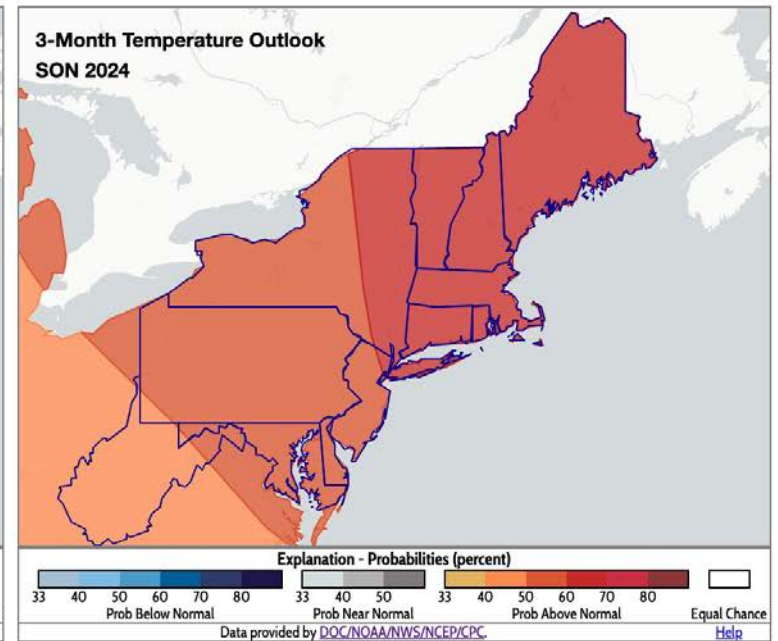 3-Month Temperature Outlook
SON 2024
Explanation - Probabilities (percent)
33 40 50 60 70 80 33 40 50 33 40 50 60 70 80
Prob Below Normal Prob Near Normal Prob Above Normal Equal Chance
Data provided by DOC/NOAA/NWS/NCEP/CPC. Help